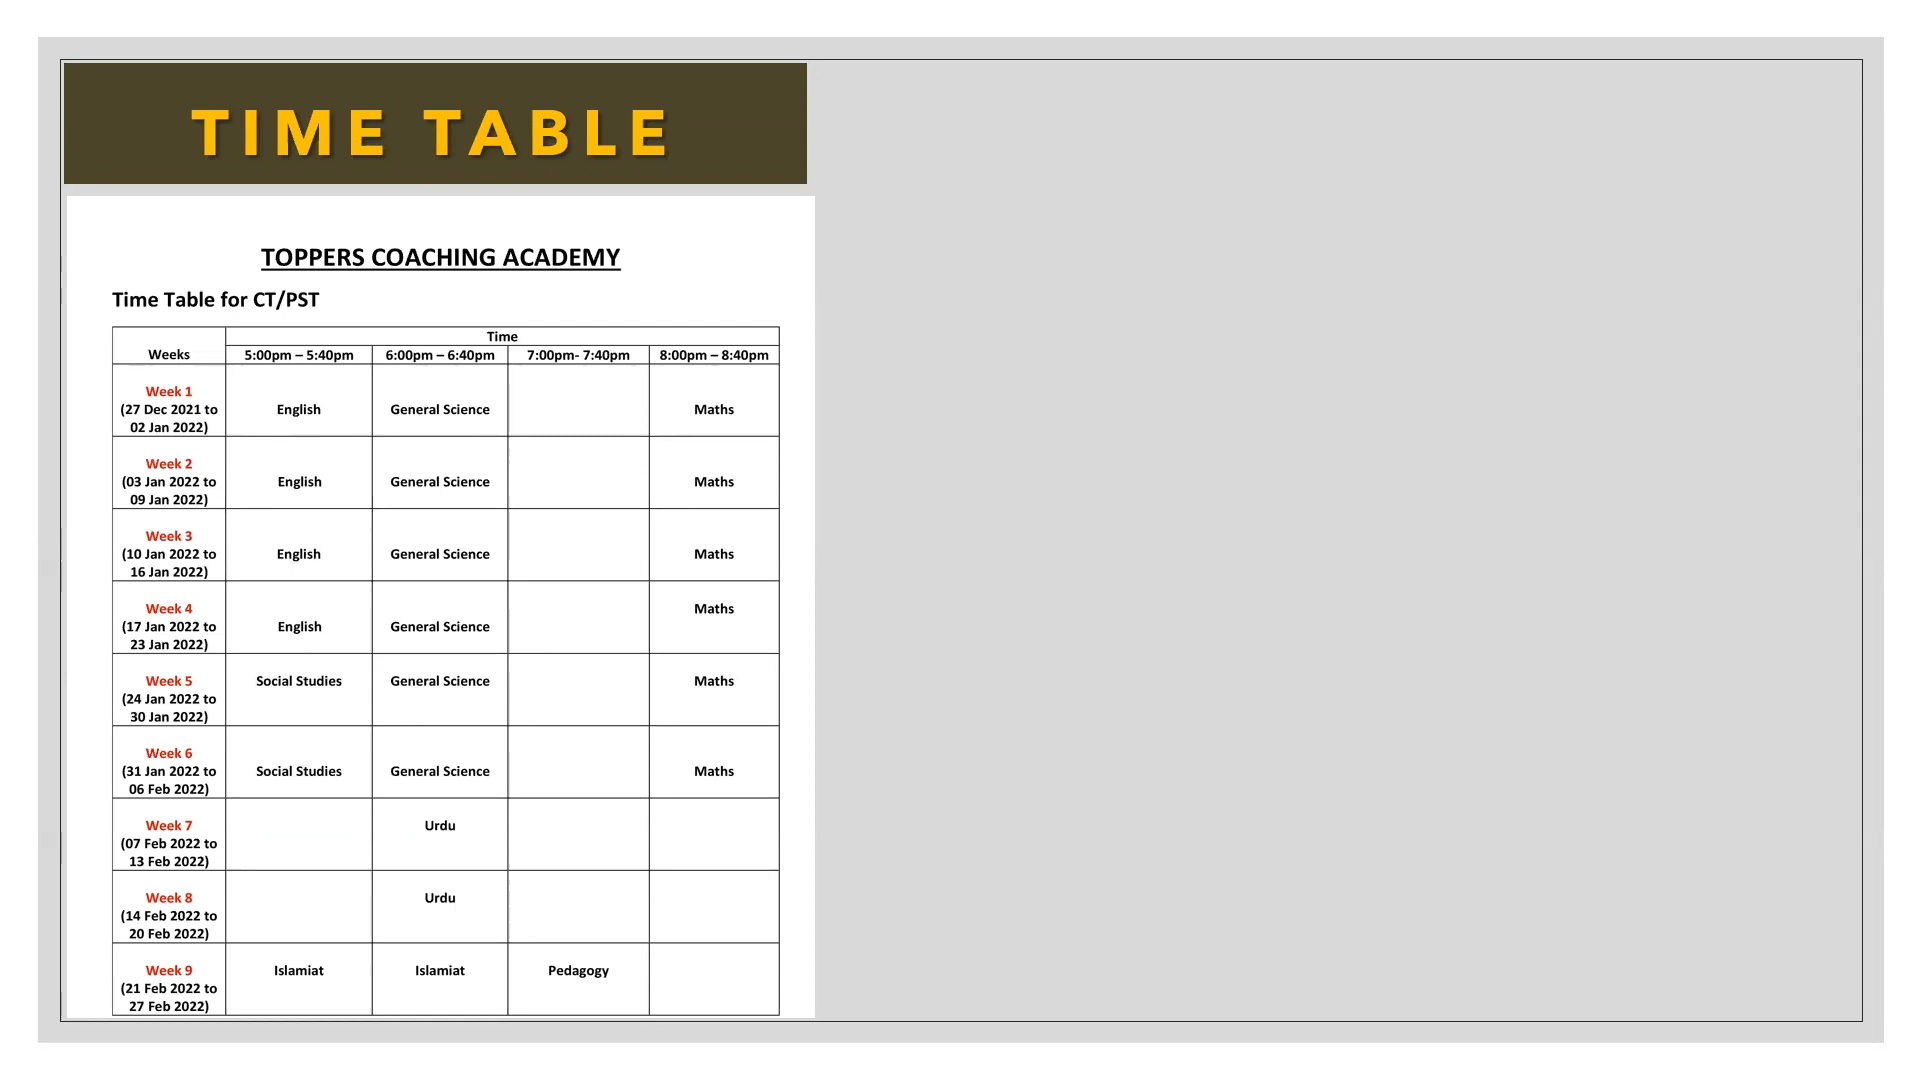 TIME TABLE
TOPPERS COACHING ACADEMY
Time Table for CT/PST
Time
Weeks 5:00pm – 5:40pm 6:00pm – 6:40pm 7:00pm- 7:40pm 8:00pm – 8:40pm
Week 1
(27 Dec 2021 to English General Science Maths
02 Jan 2022)
Week 2
(03 Jan 2022 to English General Science Maths
09 Jan 2022)
Week 3
(10 Jan 2022 to English General Science Maths
16 Jan 2022)
Week 4 Maths
(17 Jan 2022 to English General Science
23 Jan 2022)
Week 5 Social Studies General Science Maths
(24 Jan 2022 to
30 Jan 2022)
Week 6
(31 Jan 2022 to Social Studies General Science Maths
06 Feb 2022)
Week 7 Urdu
(07 Feb 2022 to
13 Feb 2022)
Week 8 Urdu
(14 Feb 2022 to
20 Feb 2022)
Week 9 Islamiat Islamiat Pedagogy
(21 Feb 2022 to
27 Feb 2022)